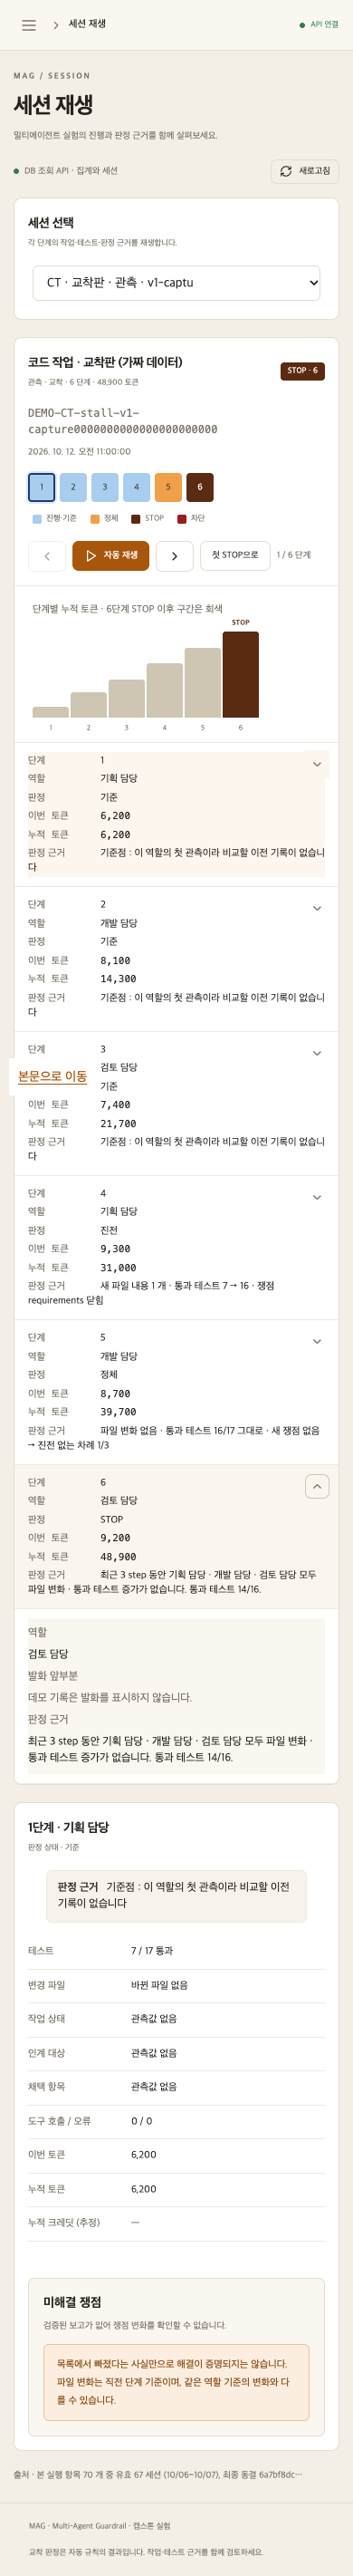 세션 재생
API 연결
MAG / SESSION
세션 재생
멀티에이전트 실험의 진행과 판정 근거를 함께 살펴보세요.
DB 조회 API · 집계와 세션
새로고침
세션 선택
각 단계의 작업·테스트·판정 근거를 재생합니다.
CT · 교착판 · 관측 · v1-captu
코드 작업 · 교착판 (가짜 데이터)
STOP · 6
관측 · 교착 · 6 단계 · 48,900 토큰
DEMO-CT-stall-v1-
capture0000000000000000000000
2026. 10. 12. 오전 11:00:00
1 2 3 4 5 6
진행·기준 정체 STOP 차단
자동 재생 첫 STOP으로 1 / 6 단계
단계별 누적 토큰 · 6단계 STOP 이후 구간은 회색
STOP
1 2 3 4 5 6
단계 1
역할 기획 담당
판정 기준
이번 토큰 6,200
누적 토큰 6,200
판정 근거 기준점 : 이 역할의 첫 관측이라 비교할 이전 기록이 없습니
다
단계 2
역할 개발 담당
판정 기준
이번 토큰 8,100
누적 토큰 14,300
판정 근거 기준점 : 이 역할의 첫 관측이라 비교할 이전 기록이 없습니
다
단계 3
검토 담당
본문으로 이동
기준
이번 토큰 7,400
누적 토큰 21,700
판정 근거 기준점 : 이 역할의 첫 관측이라 비교할 이전 기록이 없습니
다
단계 4
역할 기획 담당
판정 진전
이번 토큰 9,300
누적 토큰 31,000
판정 근거 새 파일 내용 1 개 · 통과 테스트 7 → 16 · 쟁점
requirements 닫힘
단계 5
역할 개발 담당
판정 정체
이번 토큰 8,700
누적 토큰 39,700
판정 근거 파일 변화 없음 · 통과 테스트 16/17 그대로 · 새 쟁점 없음
→ 진전 없는 차례 1/3
단계 6
역할 검토 담당
판정 STOP
이번 토큰 9,200
누적 토큰 48,900
판정 근거 최근 3 step 동안 기획 담당 · 개발 담당 · 검토 담당 모두
파일 변화 · 통과 테스트 증가가 없습니다. 통과 테스트 14/16.
역할
검토 담당
발화 앞부분
데모 기록은 발화를 표시하지 않습니다.
판정 근거
최근 3 step 동안 기획 담당 · 개발 담당 · 검토 담당 모두 파일 변화 ·
통과 테스트 증가가 없습니다. 통과 테스트 14/16.
1단계 · 기획 담당
판정 상태 · 기준
판정 근거 기준점 : 이 역할의 첫 관측이라 비교할 이전
기록이 없습니다
테스트 7 / 17 통과
변경 파일 바뀐 파일 없음
작업 상태 관측값 없음
인계 대상 관측값 없음
채택 항목 관측값 없음
도구 호출 / 오류 0 / 0
이번 토큰 6,200
누적 토큰 6,200
누적 크레딧 (추정) —
미해결 쟁점
검증된 보고가 없어 쟁점 변화를 확인할 수 없습니다.
목록에서 빠졌다는 사실만으로 해결이 증명되지는 않습니다.
파일 변화는 직전 단계 기준이며, 같은 역할 기준의 변화와 다
를 수 있습니다.
출처 · 본 실행 항목 70 개 중 유효 67 세션 (10/06~10/07), 최종 동결 6a7bf8dc…
MAG · Multi-Agent Guardrail · 캡스톤 실험
교착 판정은 자동 규칙의 결과입니다. 작업·테스트 근거를 함께 검토하세요.